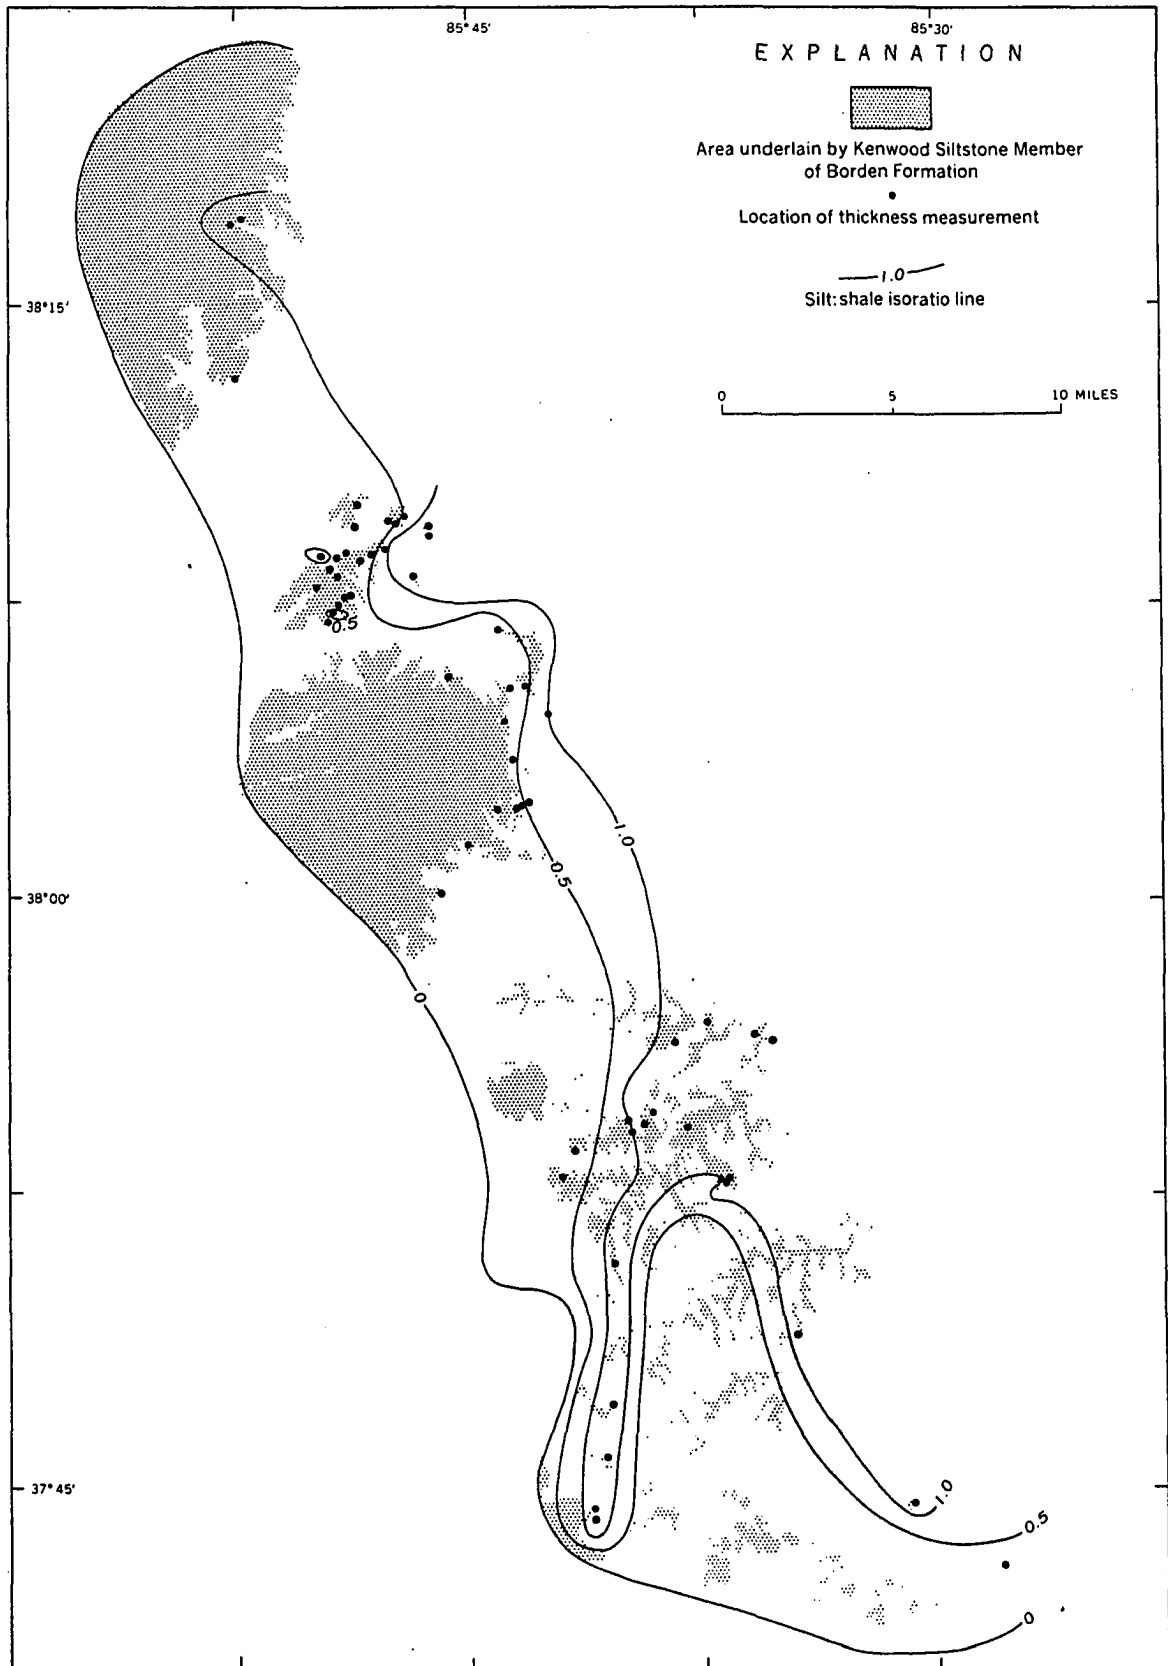 85°45'
85°30'
EXPLANATION
Area underlain by Kenwood Siltstone Member
of Borden Formation
Location of thickness measurement
1.0
Silt:shale isoratio line
38°15'
0 5 10 MILES
0.5
1.0
0.5
38°00'
0
37°45'
1.0
0.5
0